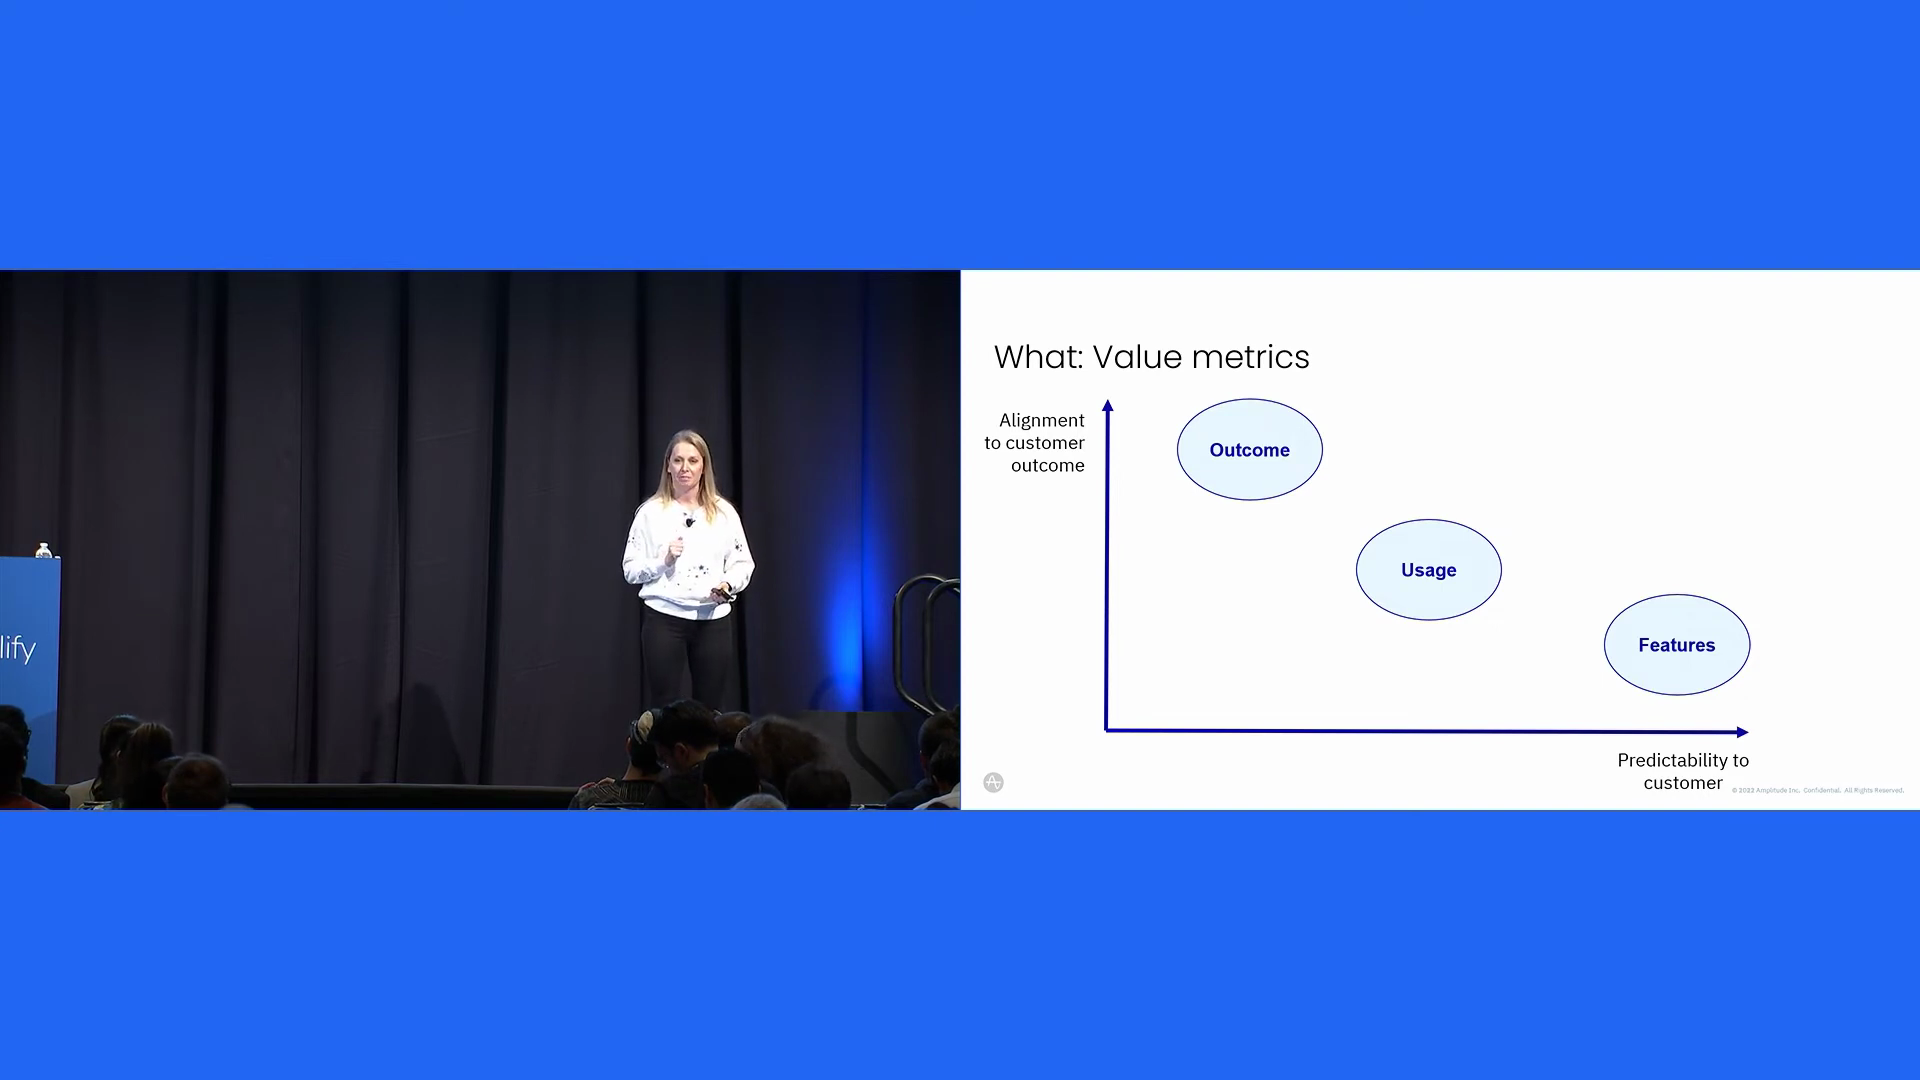 lify
What: Value metrics
Alignment
to customer
outcome
Outcome
Usage
Features
Predictability to
customer
© 2022 Amplitude Inc. Confidential. All Rights Reserved.